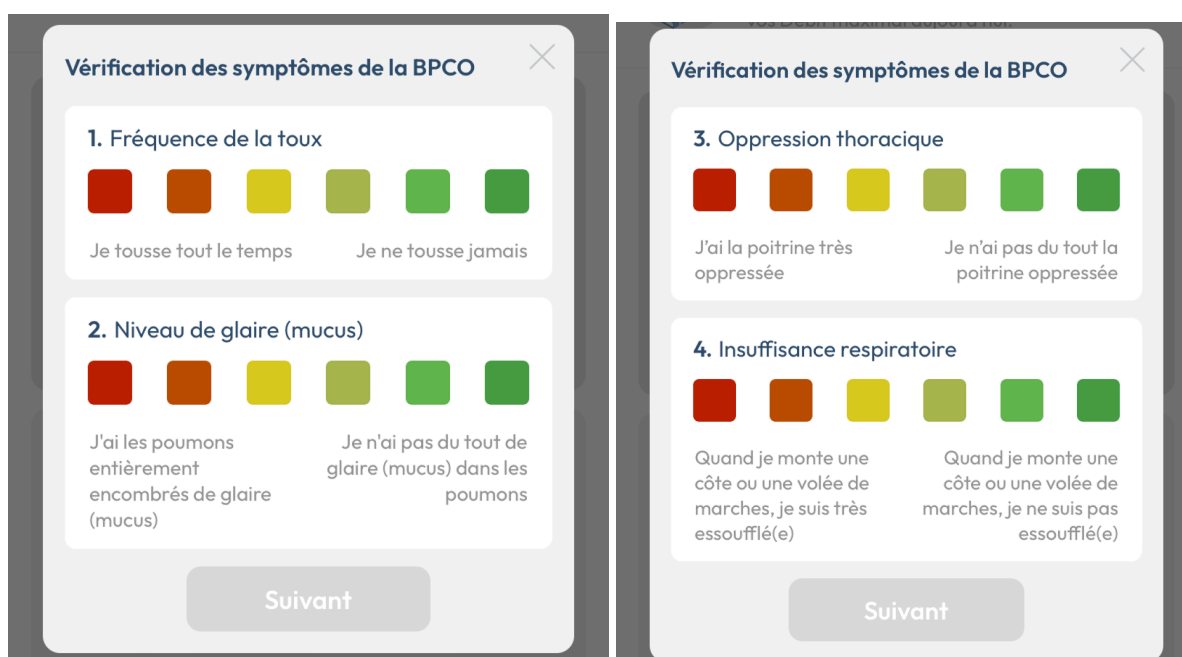 Vérification des symptômes de la BPCO
1. Fréquence de la toux
Je tousse tout le temps
Je ne tousse jamais
2. Niveau de glaire (mucus)
J'ai les poumons
entièrement
encombrés de glaire
(mucus)
Je n'ai pas du tout de
glaire (mucus) dans les
poumons
Suivant
vos Débit maximal aujourd'hui.
Vérification des symptômes de la BPCO
3. Oppression thoracique
J’ai la poitrine très
oppressée
Je n’ai pas du tout la
poitrine oppressée
4. Insuffisance respiratoire
Quand je monte une
côte ou une volée de
marches, je suis très
essoufflé(e)
Quand je monte une
côte ou une volée de
marches, je ne suis pas
essoufflé(e)
Suivant